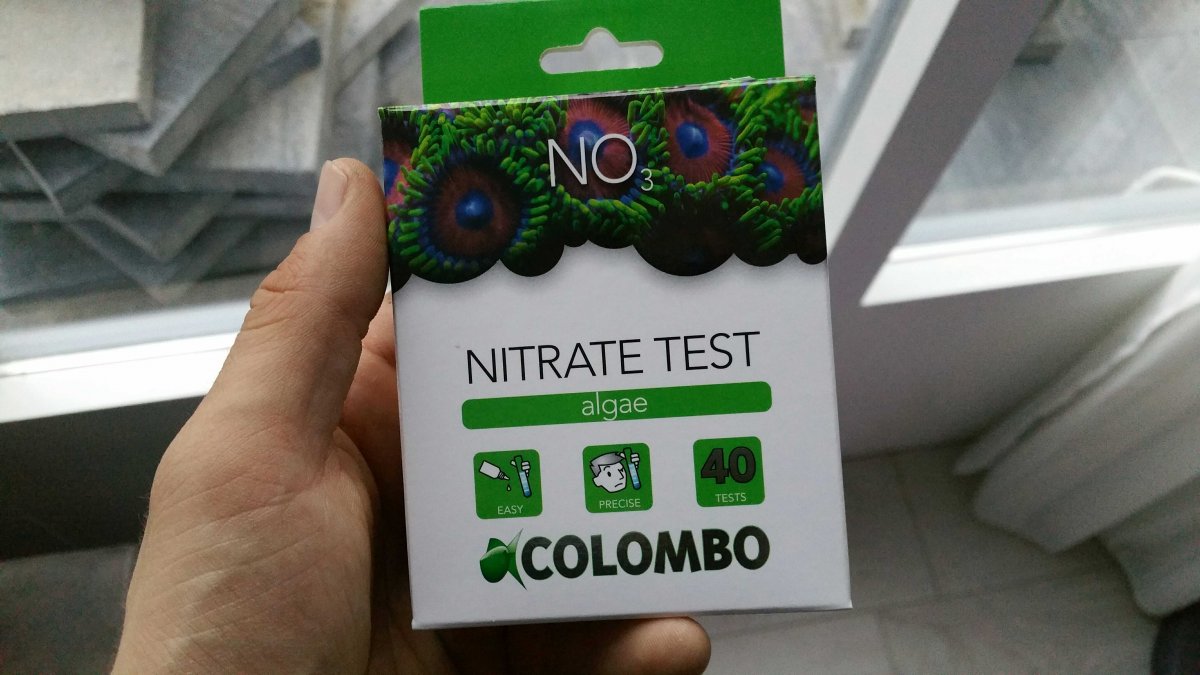 NO₃
NITRATE TEST
algae
EASY
PRECISE
40
TESTS
COLOMBO